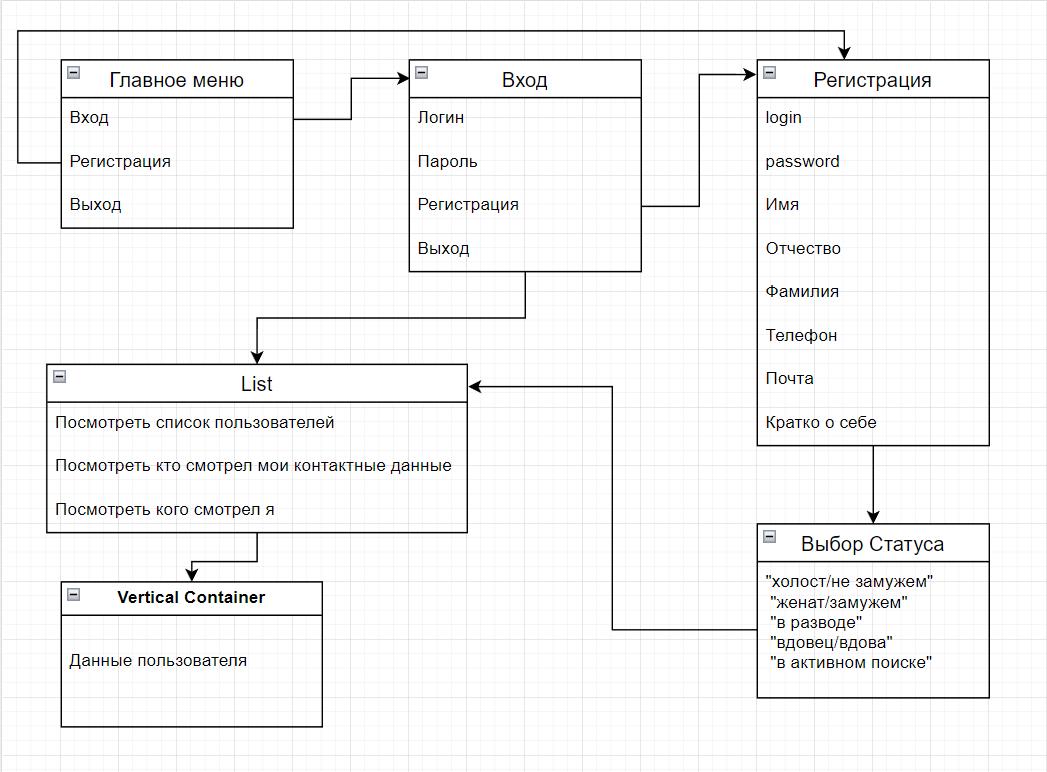 Главное меню
Вход
Регистрация
Выход
Вход
Логин
Пароль
Регистрация
Выход
Регистрация
login
password
Имя
Отчество
Фамилия
Телефон
Почта
Кратко о себе
List
Посмотреть список пользователей
Посмотреть кто смотрел мои контактные данные
Посмотреть кого смотрел я
Выбор Статуса
"холост/не замужем"
"женат/замужем"
"в разводе"
"вдовец/вдова"
"в активном поиске"
Vertical Container
Данные пользователя